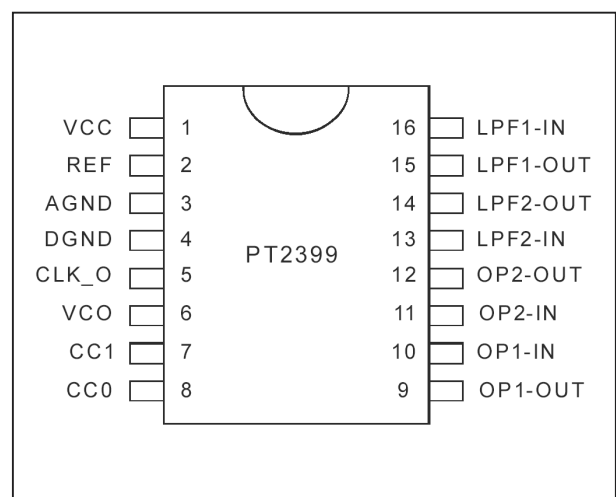 VCC 1 16 LPF1-IN
REF 2 15 LPF1-OUT
AGND 3 14 LPF2-OUT
DGND 4 13 LPF2-IN
PT2399
CLK_O 5 12 OP2-OUT
VCO 6 11 OP2-IN
CC1 7 10 OP1-IN
CC0 8 9 OP1-OUT